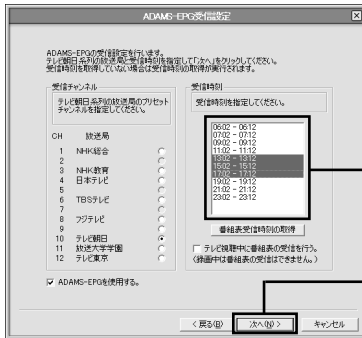 ADAMS-EPG受信設定
ADAMS-EPGの受信設定を行います。
テレビ朝日系列の放送局と受信時刻を指定して「次へ」をクリックしてください。
受信時刻を取得していない場合は受信時刻の取得が実行されます。
受信チャンネル
テレビ朝日系列の放送局のプリセット
チャンネルを指定してください。
CH 放送局
1 NHK総合
2
3 NHK教育
4 日本テレビ
5
6 TBSテレビ
7
8 フジテレビ
9
10 テレビ朝日
11 放送大学学園
12 テレビ東京
ADAMS-EPGを使用する。
受信時刻
受信時刻を指定してください。
06:02 - 06:12
07:02 - 07:12
09:02 - 09:12
11:02 - 11:12
13:02 - 13:12
15:02 - 15:12
17:02 - 17:12
19:02 - 19:12
21:02 - 21:12
23:02 - 23:12
番組表受信時刻の取得
テレビ視聴中に番組表の受信を行う。
(録画中は番組表の受信はできません。)
< 戻る(B)
次へ(N) >
キャンセル